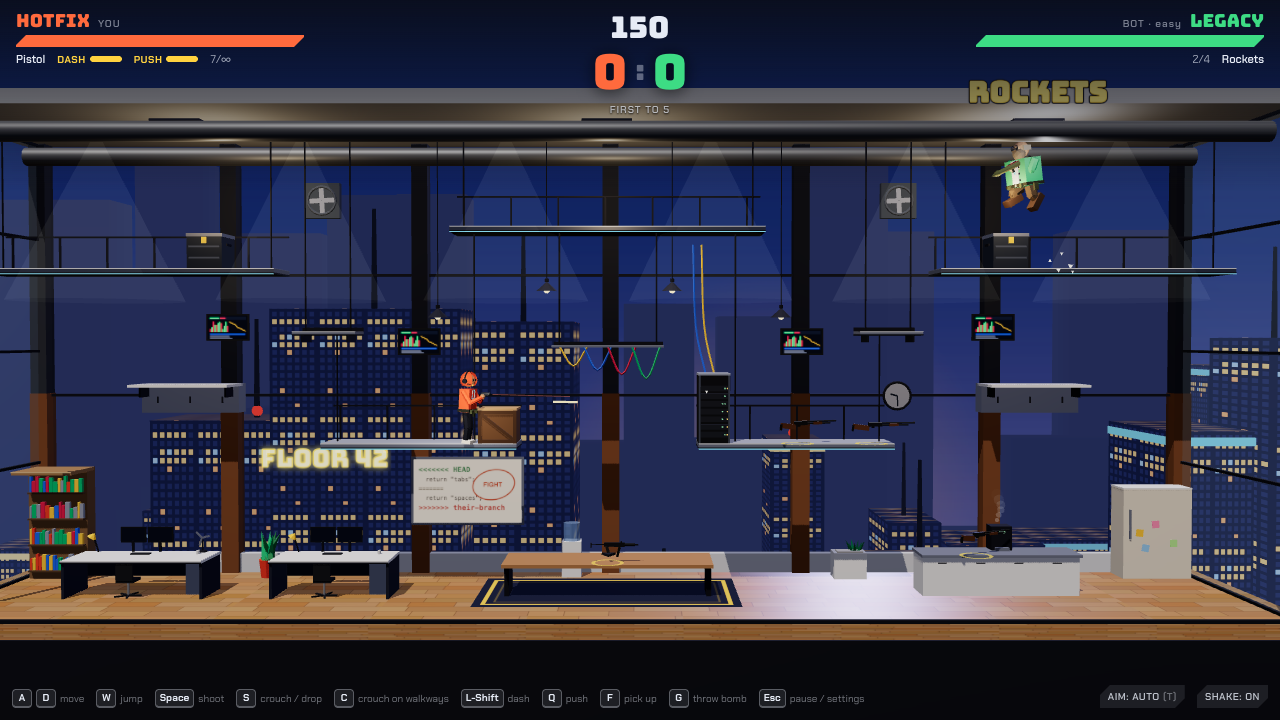 HOTFIX YOU
150
BOT · easy LEGACY
Pistol DASH PUSH 7/∞
0 : 0
2/4 Rockets
FIRST TO 5
ROCKETS
FLOOR 42
<<<<<<< HEAD
return "tabs"
=======
return "spaces"
>>>>>>> their-branch
FIGHT
A D move W jump Space shoot S crouch / drop C crouch on walkways L-Shift dash Q push F pick up G throw bomb Esc pause / settings
AIM: AUTO [T] SHAKE: ON